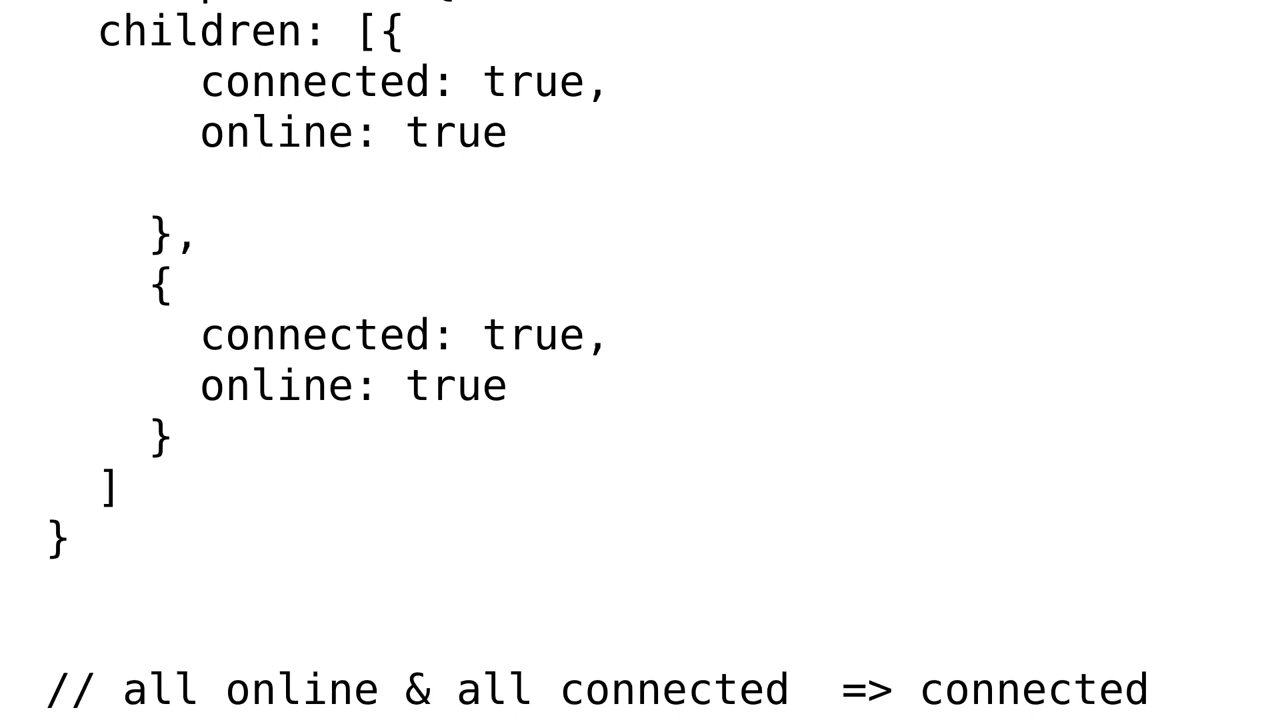 children: [{
connected: true,
online: true
},
{
connected: true,
online: true
}
]
}
// all online & all connected  => connected